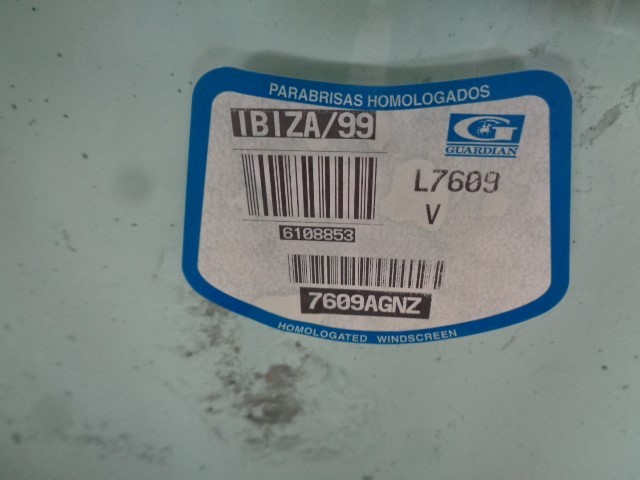 PARABRISAS HOMOLOGADOS
IBIZA/99
G
GUARDIAN
L7609
V
6108853
7609AGNZ
HOMOLOGATED WINDSCREEN